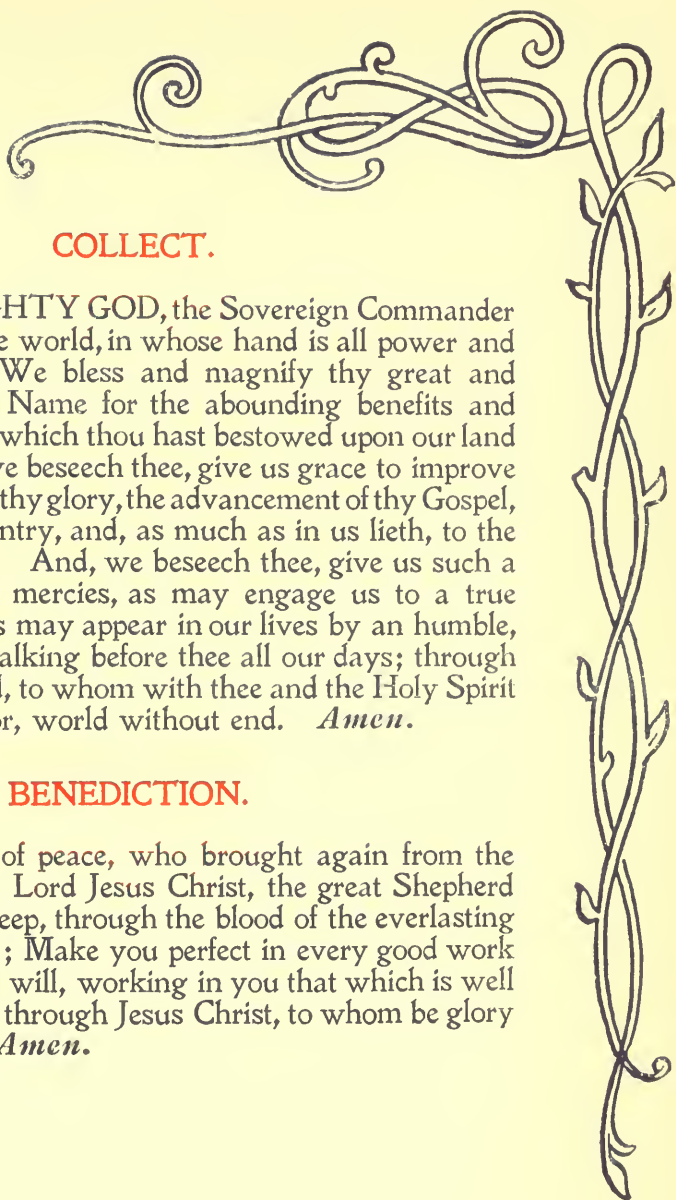 COLLECT.
HTY GOD, the Sovereign Commander
e world, in whose hand is all power and
We bless and magnify thy great and
Name for the abounding benefits and
which thou hast bestowed upon our land
e beseech thee, give us grace to improve
thy glory, the advancement of thy Gospel,
ntry, and, as much as in us lieth, to the
And, we beseech thee, give us such a
mercies, as may engage us to a true
s may appear in our lives by an humble,
alking before thee all our days; through
, to whom with thee and the Holy Spirit
or, world without end. Amen.
BENEDICTION.
of peace, who brought again from the
Lord Jesus Christ, the great Shepherd
eep, through the blood of the everlasting
; Make you perfect in every good work
will, working in you that which is well
through Jesus Christ, to whom be glory
Amen.